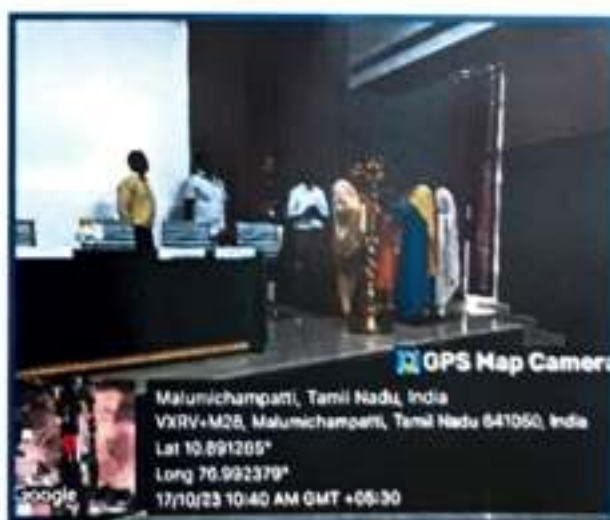 GPS Map Camera
Malumichampatti, Tamil Nadu, India
VXRV+M28, Malumichampatti, Tamil Nadu 641050, India
Lat 10.891265°
Long 76.992379°
17/10/23 10:40 AM GMT +05:30
Google